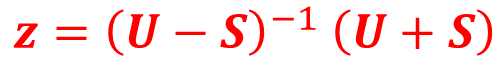 z = (U − S)⁻¹ (U + S)